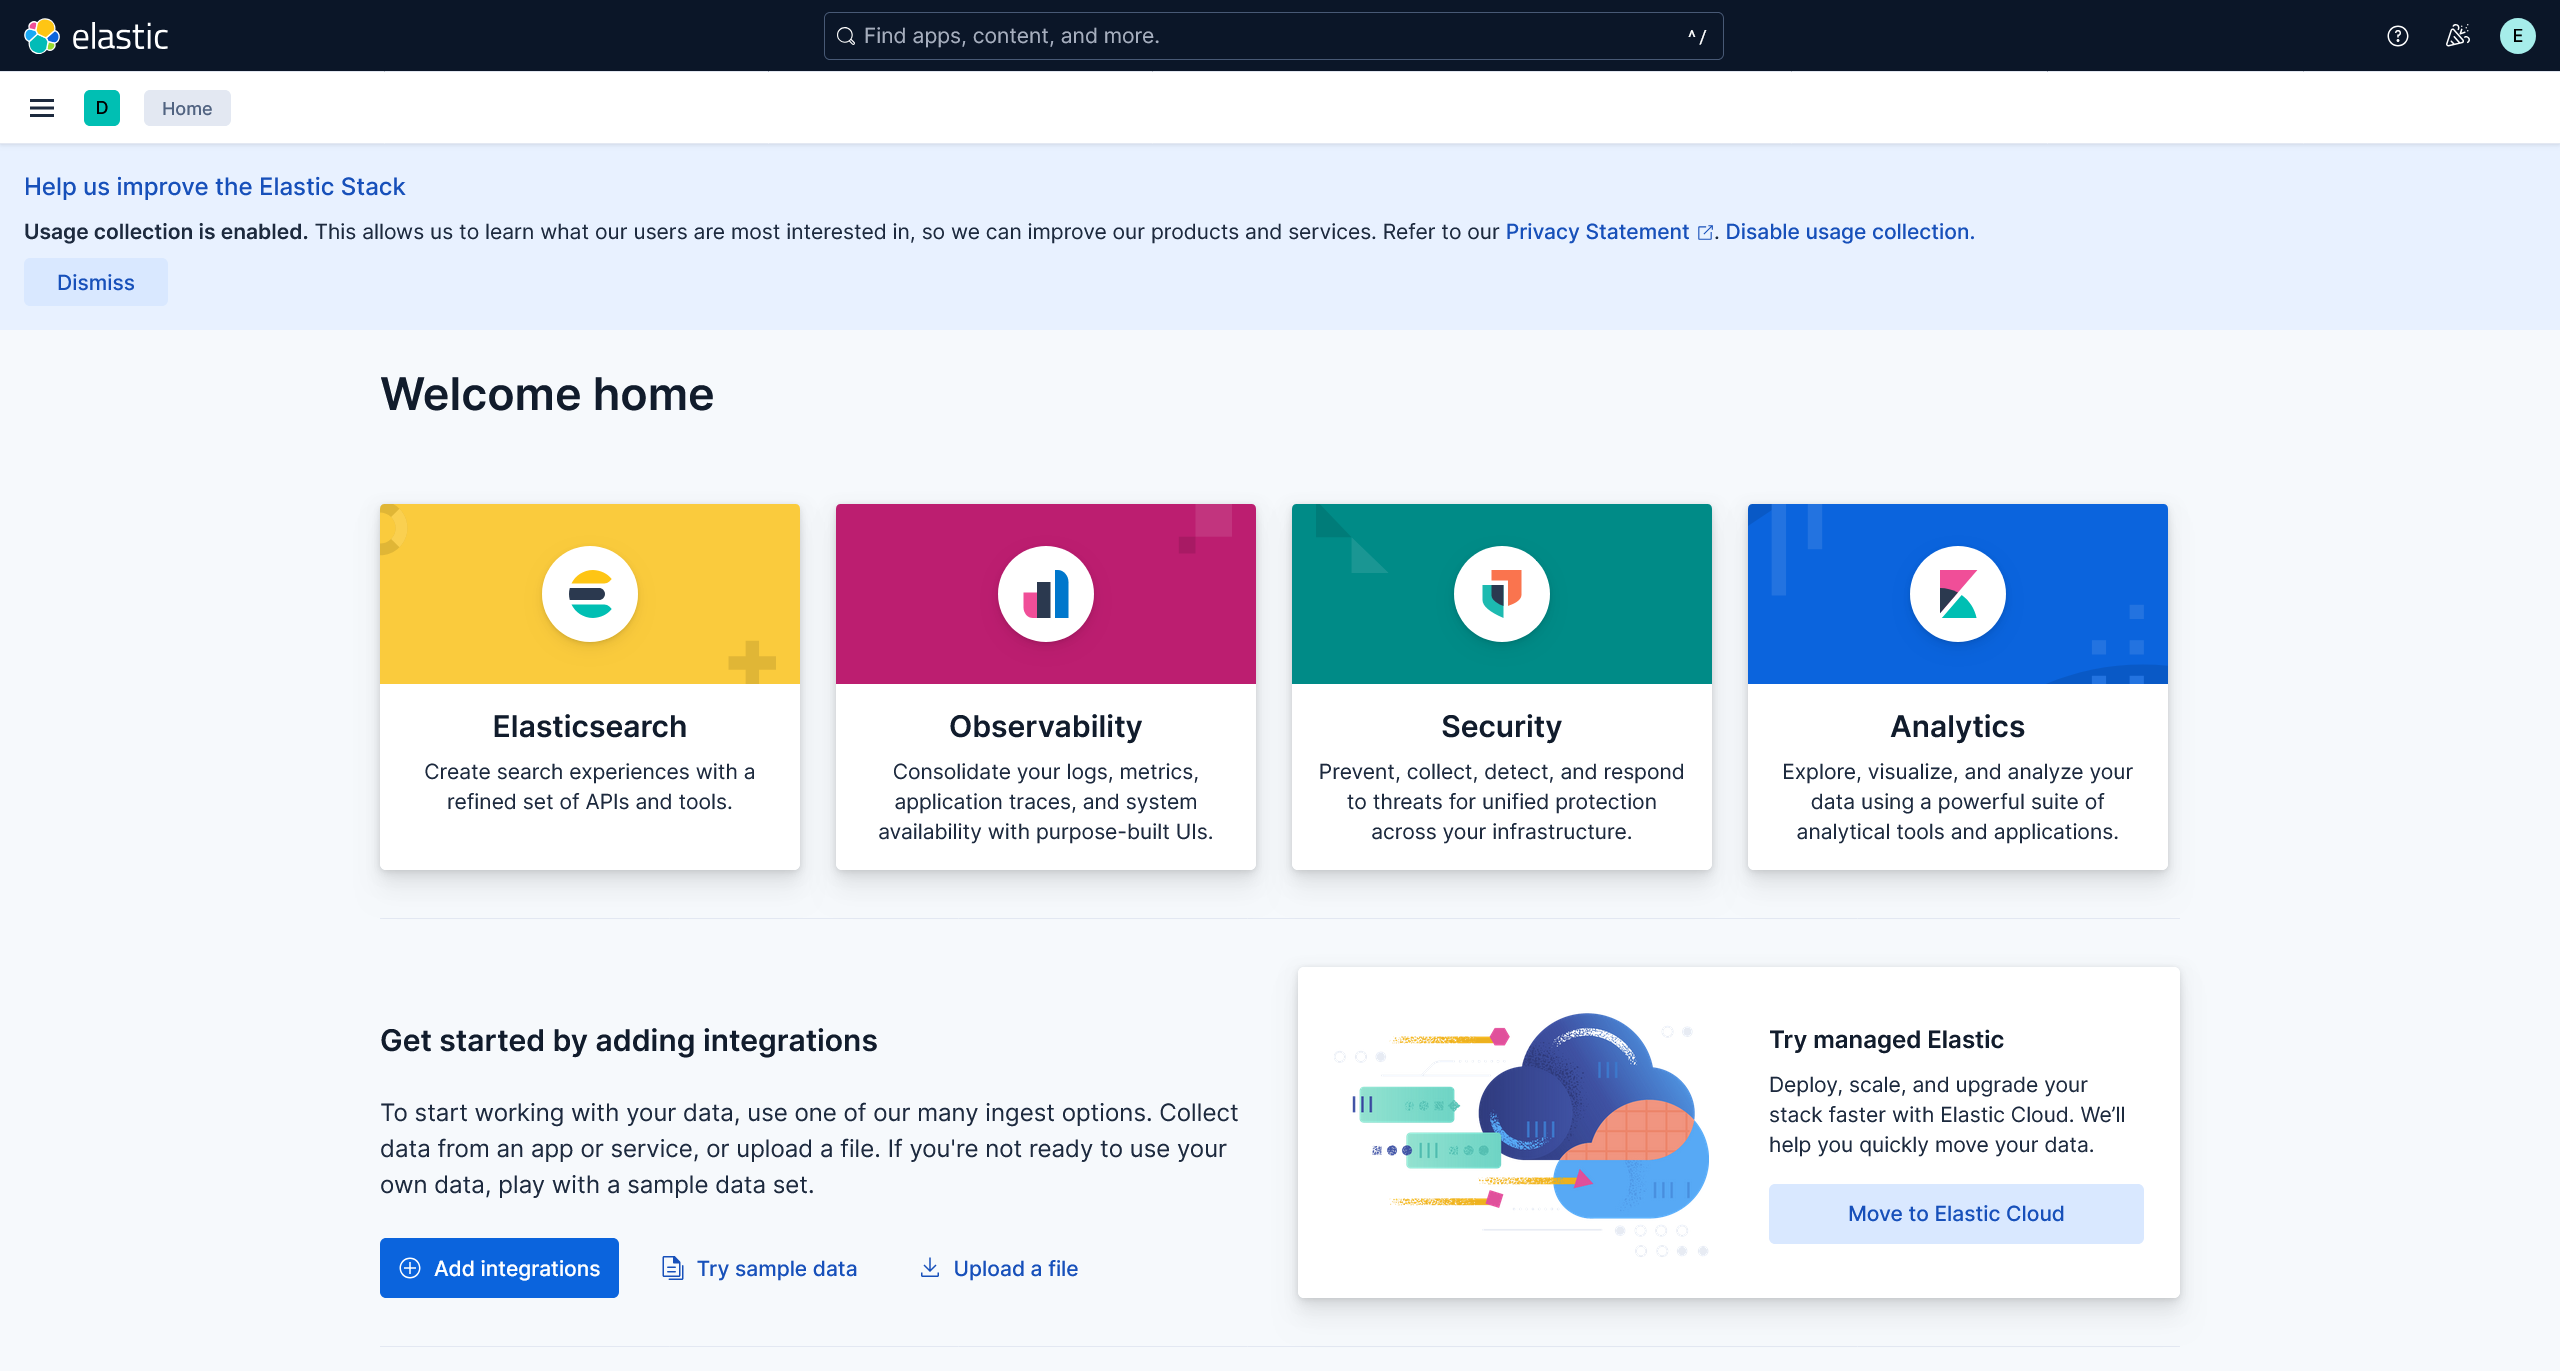 elastic
Find apps, content, and more.
^/
E
D
Home
Help us improve the Elastic Stack
Usage collection is enabled. This allows us to learn what our users are most interested in, so we can improve our products and services. Refer to our Privacy Statement. Disable usage collection.
Dismiss
Welcome home
Elasticsearch
Create search experiences with a
refined set of APIs and tools.
Observability
Consolidate your logs, metrics,
application traces, and system
availability with purpose-built UIs.
Security
Prevent, collect, detect, and respond
to threats for unified protection
across your infrastructure.
Analytics
Explore, visualize, and analyze your
data using a powerful suite of
analytical tools and applications.
Get started by adding integrations
To start working with your data, use one of our many ingest options. Collect
data from an app or service, or upload a file. If you're not ready to use your
own data, play with a sample data set.
Add integrations
Try sample data
Upload a file
Try managed Elastic
Deploy, scale, and upgrade your
stack faster with Elastic Cloud. We’ll
help you quickly move your data.
Move to Elastic Cloud